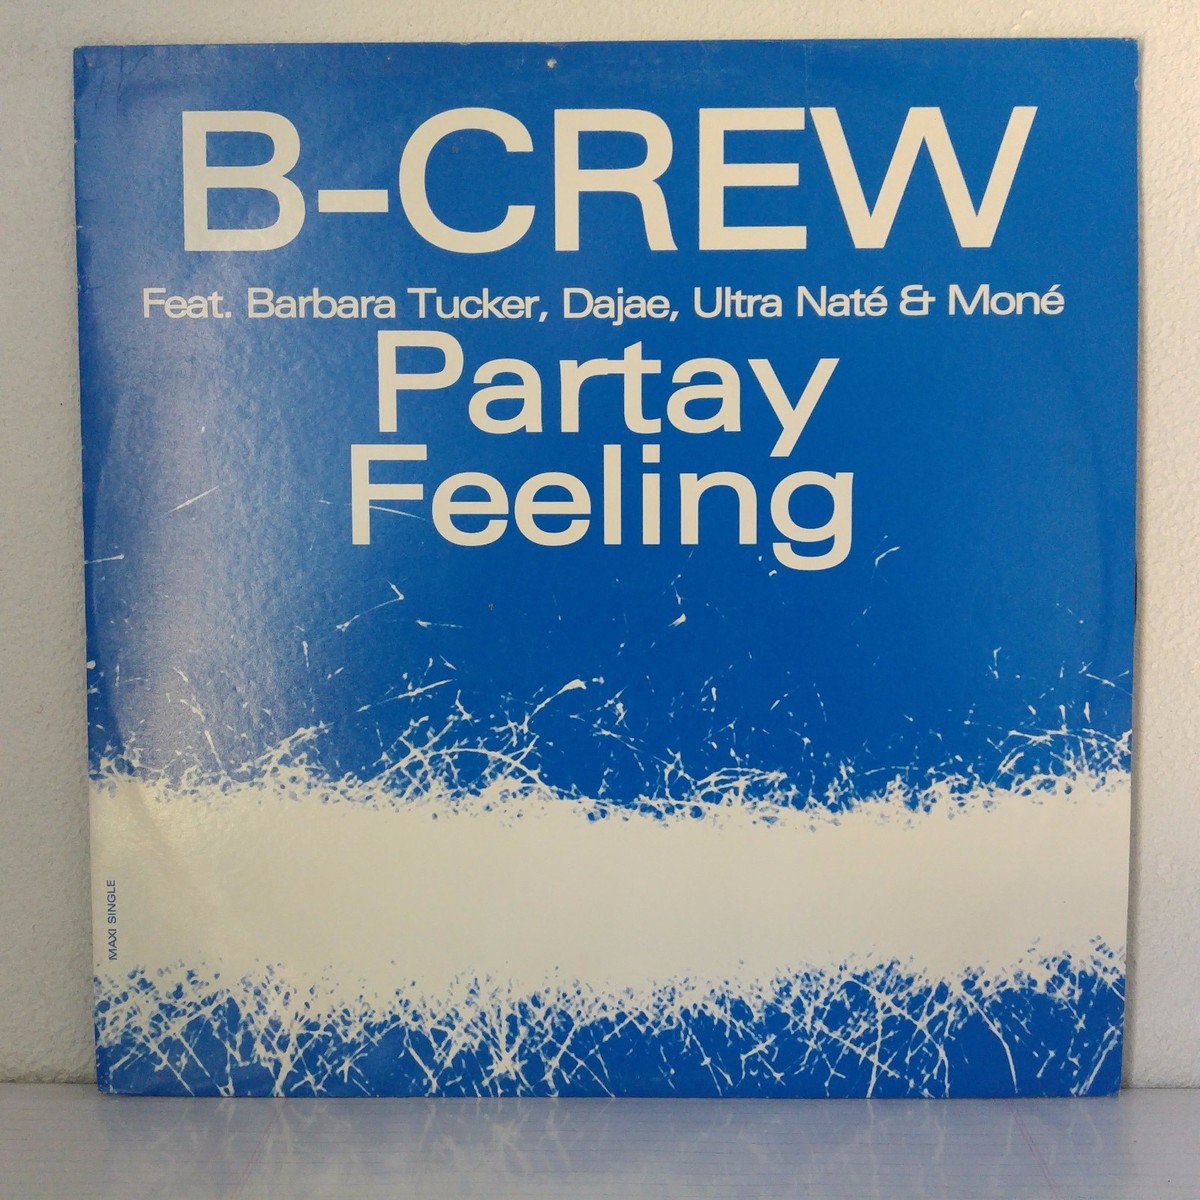 B-CREW
Feat. Barbara Tucker, Dajae, Ultra Naté & Moné
Partay
Feeling
MAXI SINGLE